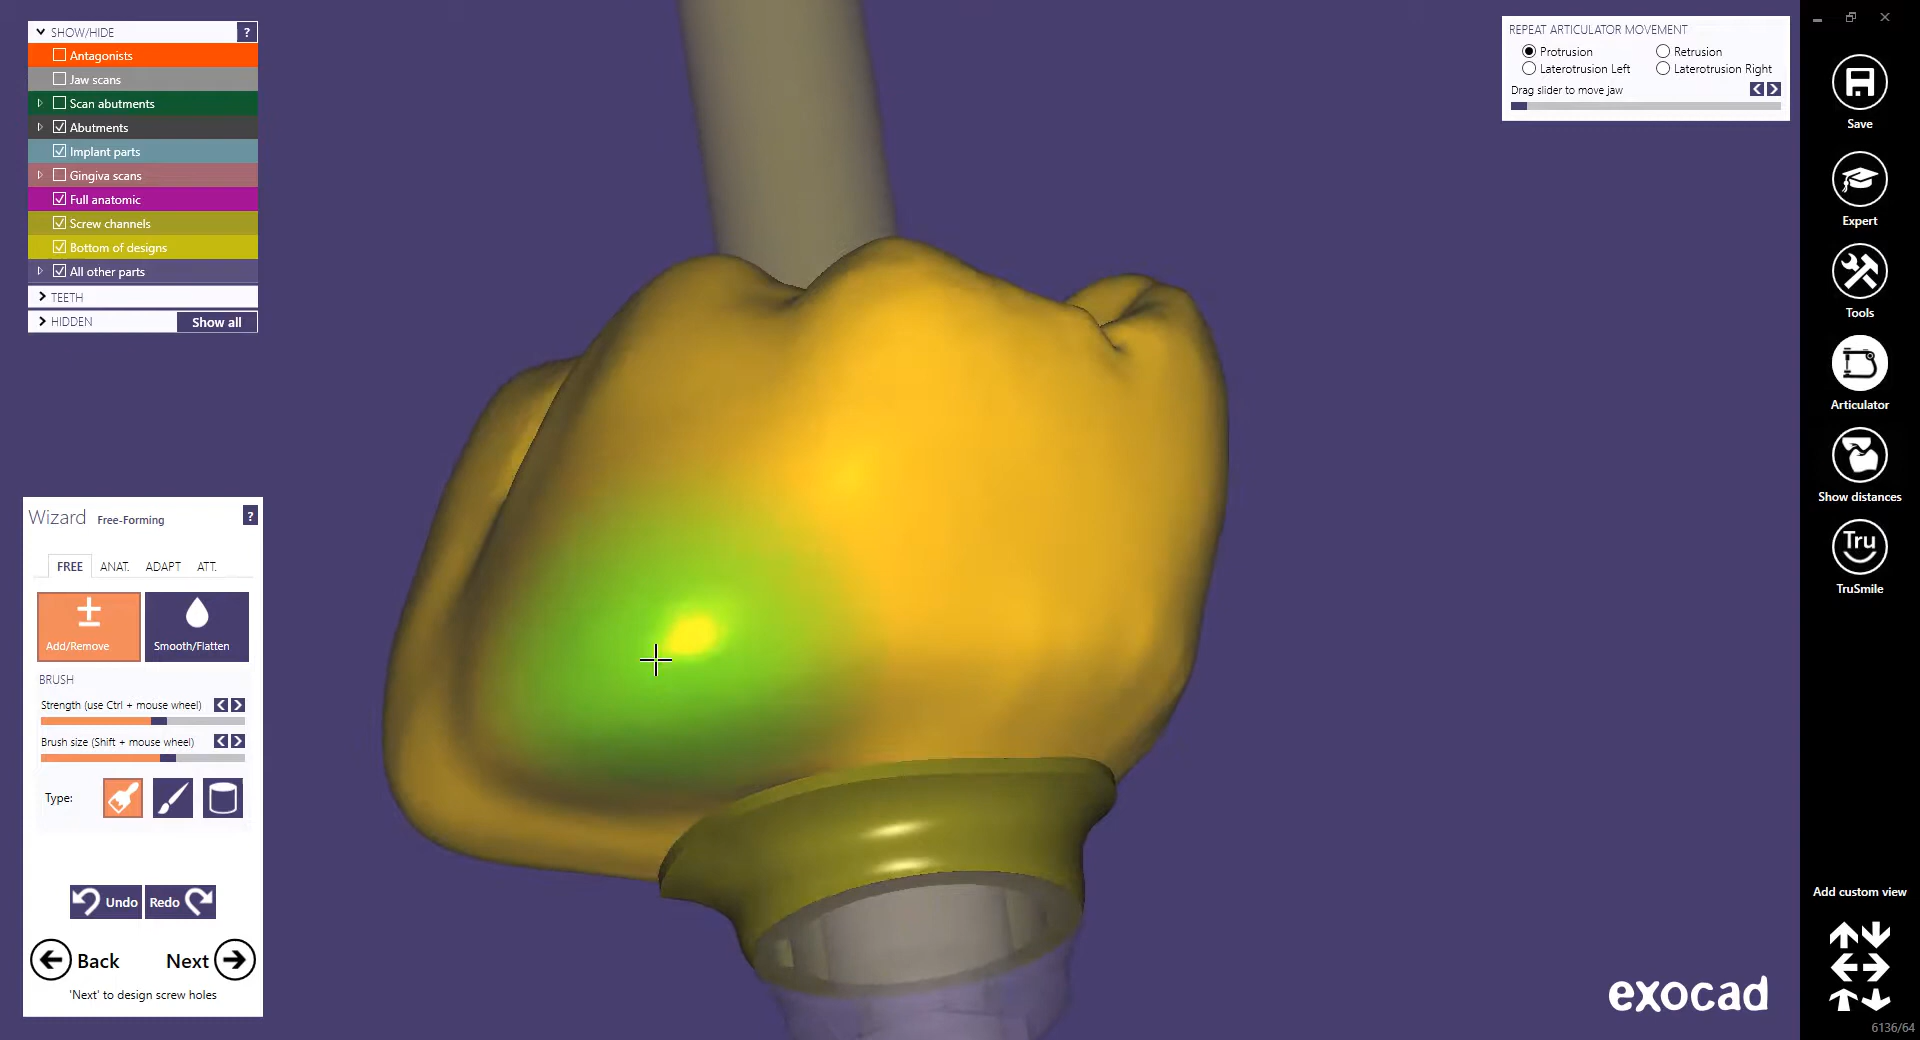 SHOW/HIDE ?
Antagonists
Jaw scans
Scan abutments
Abutments
Implant parts
Gingiva scans
Full anatomic
Screw channels
Bottom of designs
All other parts
TEETH
HIDDEN Show all
REPEAT ARTICULATOR MOVEMENT
Protrusion Retrusion
Laterotrusion Left Laterotrusion Right
Drag slider to move jaw
Save
Expert
Tools
Articulator
Show distances
Tru
TruSmile
Wizard Free-Forming ?
FREE ANAT. ADAPT ATT.
Add/Remove Smooth/Flatten
BRUSH
Strength (use Ctrl + mouse wheel)
Brush size (Shift + mouse wheel)
Type:
Undo Redo
Back Next
'Next' to design screw holes
Add custom view
exocad
6136/64